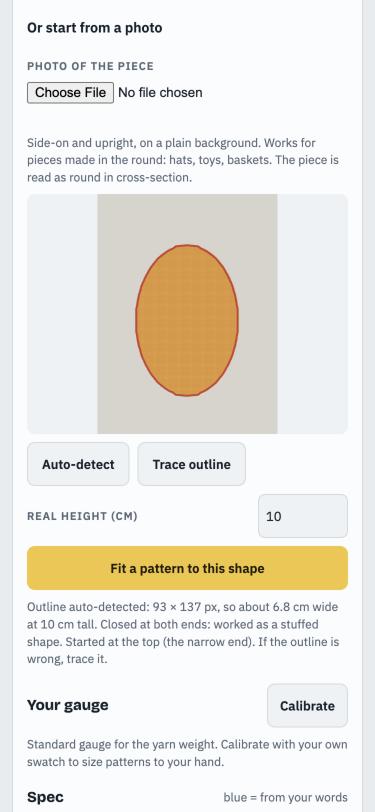 Or start from a photo
PHOTO OF THE PIECE
Choose File No file chosen
Side-on and upright, on a plain background. Works for
pieces made in the round: hats, toys, baskets. The piece is
read as round in cross-section.
Auto-detect Trace outline
REAL HEIGHT (CM) 10
Fit a pattern to this shape
Outline auto-detected: 93 × 137 px, so about 6.8 cm wide
at 10 cm tall. Closed at both ends: worked as a stuffed
shape. Started at the top (the narrow end). If the outline is
wrong, trace it.
Your gauge Calibrate
Standard gauge for the yarn weight. Calibrate with your own
swatch to size patterns to your hand.
Spec blue = from your words